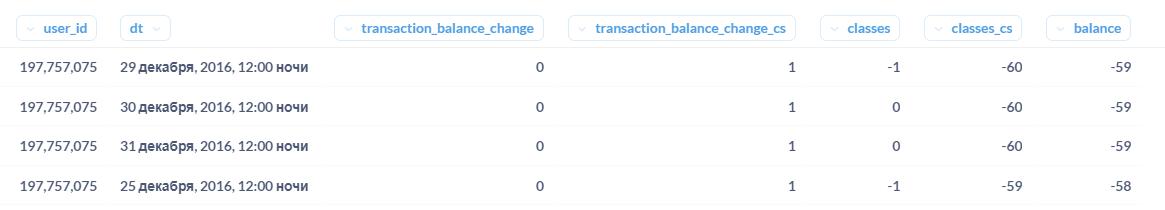 user_id dt transaction_balance_change transaction_balance_change_cs classes classes_cs balance
197,757,075 29 декабря, 2016, 12:00 ночи 0 1 -1 -60 -59
197,757,075 30 декабря, 2016, 12:00 ночи 0 1 0 -60 -59
197,757,075 31 декабря, 2016, 12:00 ночи 0 1 0 -60 -59
197,757,075 25 декабря, 2016, 12:00 ночи 0 1 -1 -59 -58